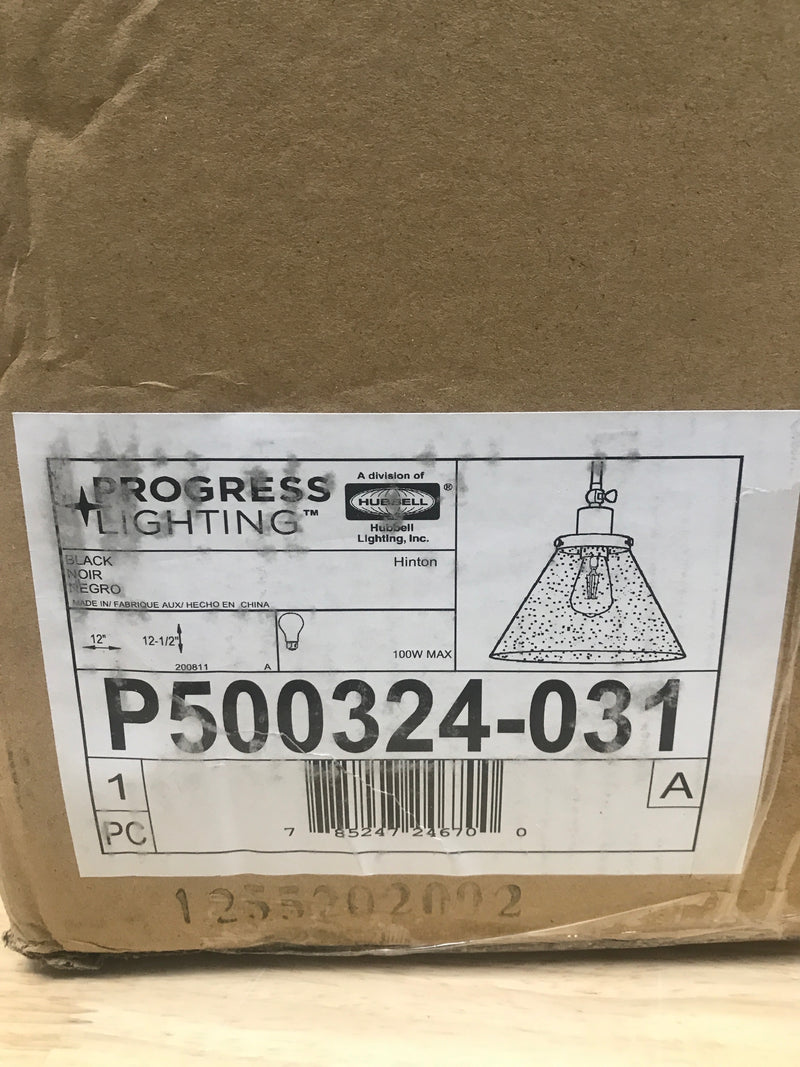 PROGRESS
LIGHTING™
A division of
HUBBELL®
Hubbell
Lighting, Inc.
BLACK
NOIR
NEGRO
Hinton
MADE IN/ FABRIQUE AUX/ HECHO EN CHINA
12"
12-1/2"
200811 A
100W MAX
P500324-031
1
PC
A
7 85247 24670 0